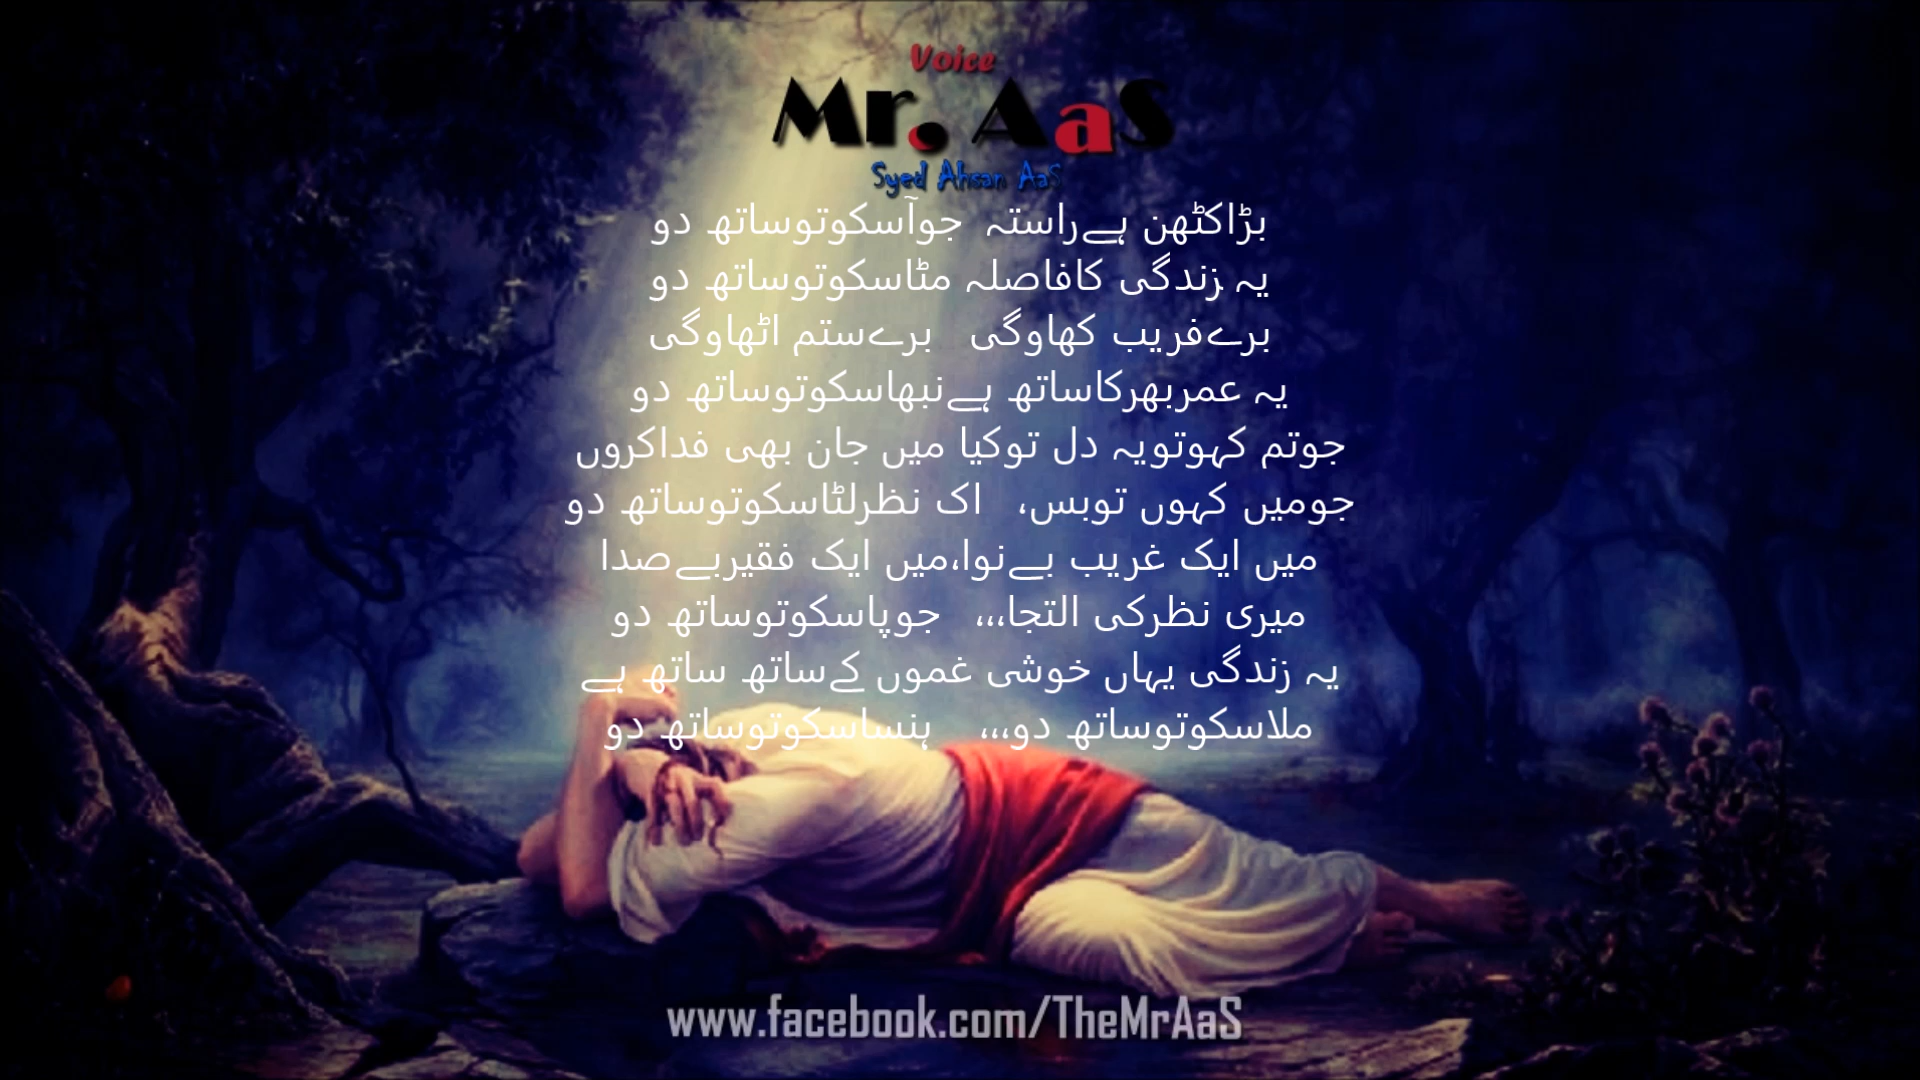 Voice
Mr. AaS
Syed Ahsan AaS
بڑاکٹھن ہےراستہ جوآسکوتوساتھ دو
یہ زندگی کافاصلہ مٹاسکوتوساتھ دو
برےفریب کھاوگی برےستم اٹھاوگی
یہ عمربھرکاساتھ ہےنبھاسکوتوساتھ دو
جوتم کہوتویہ دل توکیا میں جان بھی فداکروں
جومیں کہوں توبس، اک نظرلٹاسکوتوساتھ دو
میں ایک غریب بےنوا،میں ایک فقیربےصدا
میری نظرکی التجا،،، جوپاسکوتوساتھ دو
یہ زندگی یہاں خوشی غموں کےساتھ ساتھ ہے
ملاسکوتوساتھ دو،،، ہنساسکوتوساتھ دو
www.facebook.com/TheMrAaS